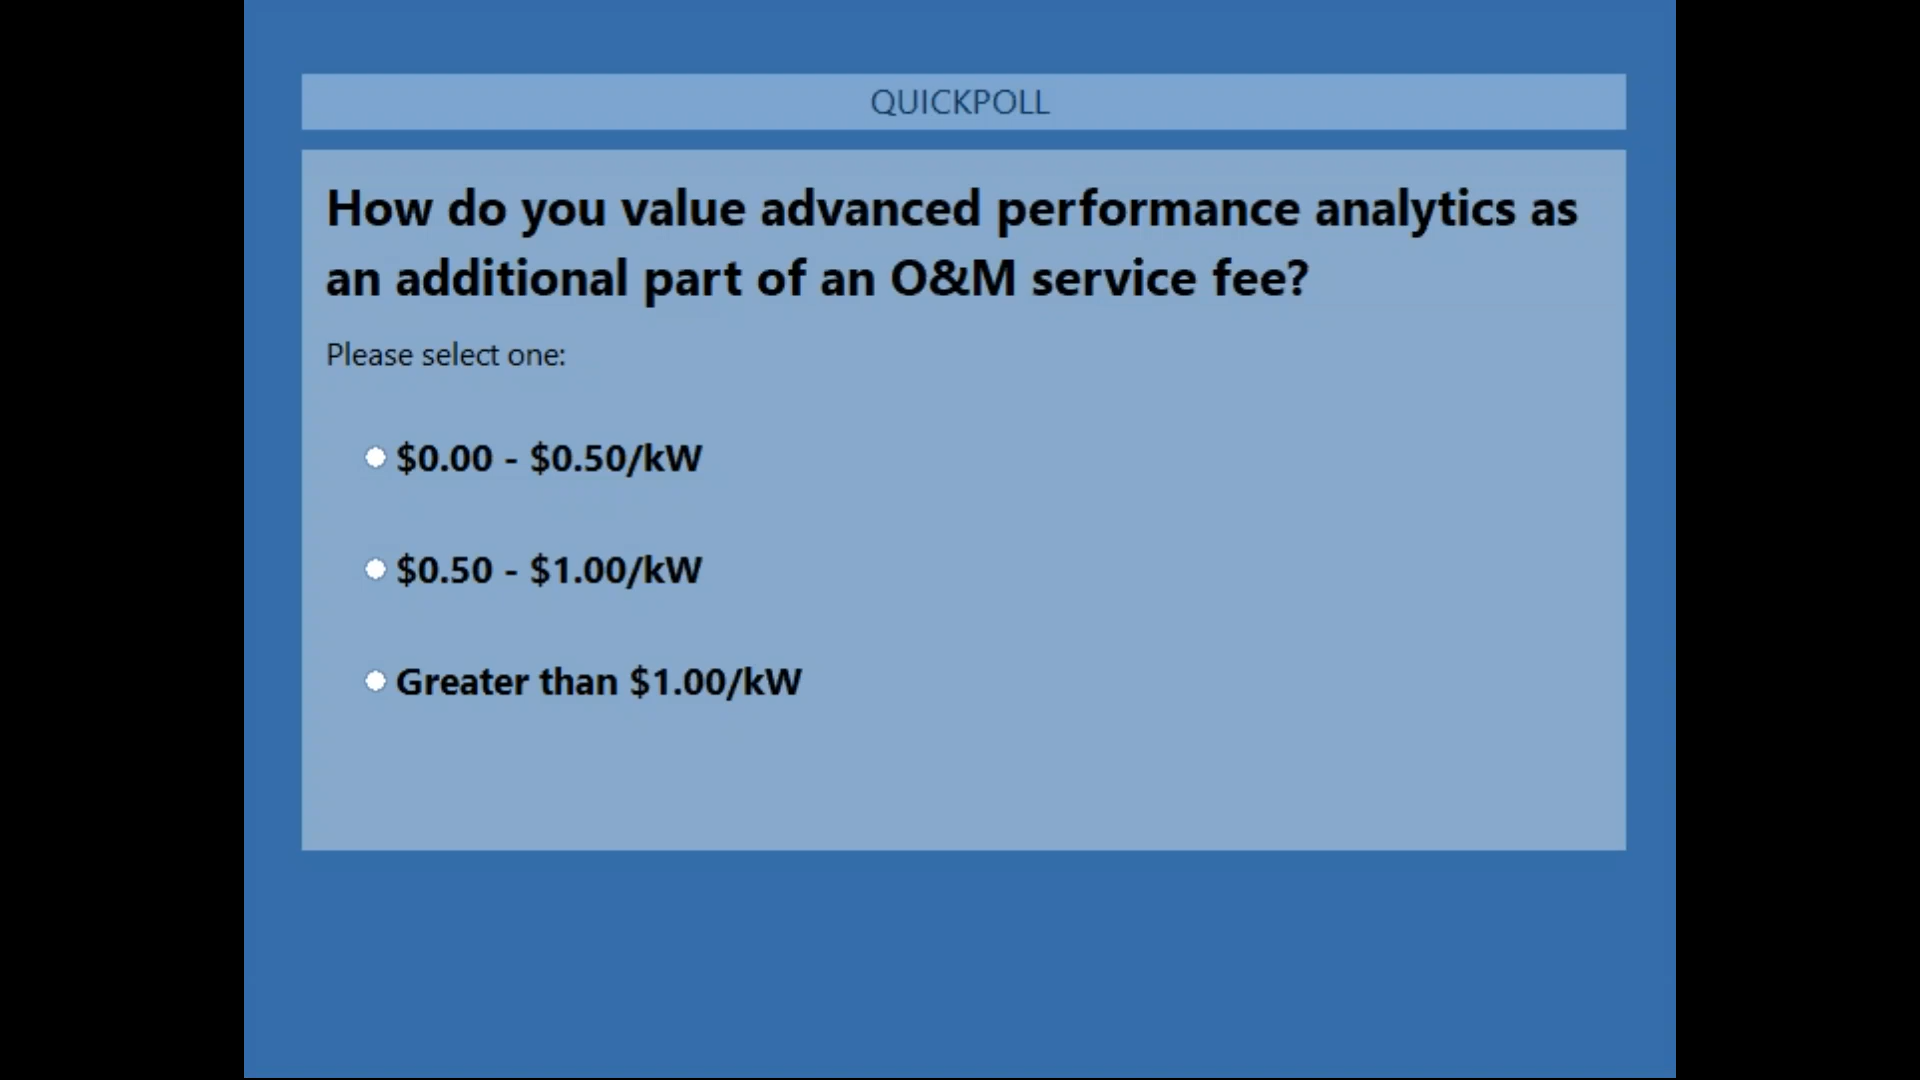 QUICKPOLL
How do you value advanced performance analytics as
an additional part of an O&M service fee?
Please select one:
$0.00 - $0.50/kW
$0.50 - $1.00/kW
Greater than $1.00/kW